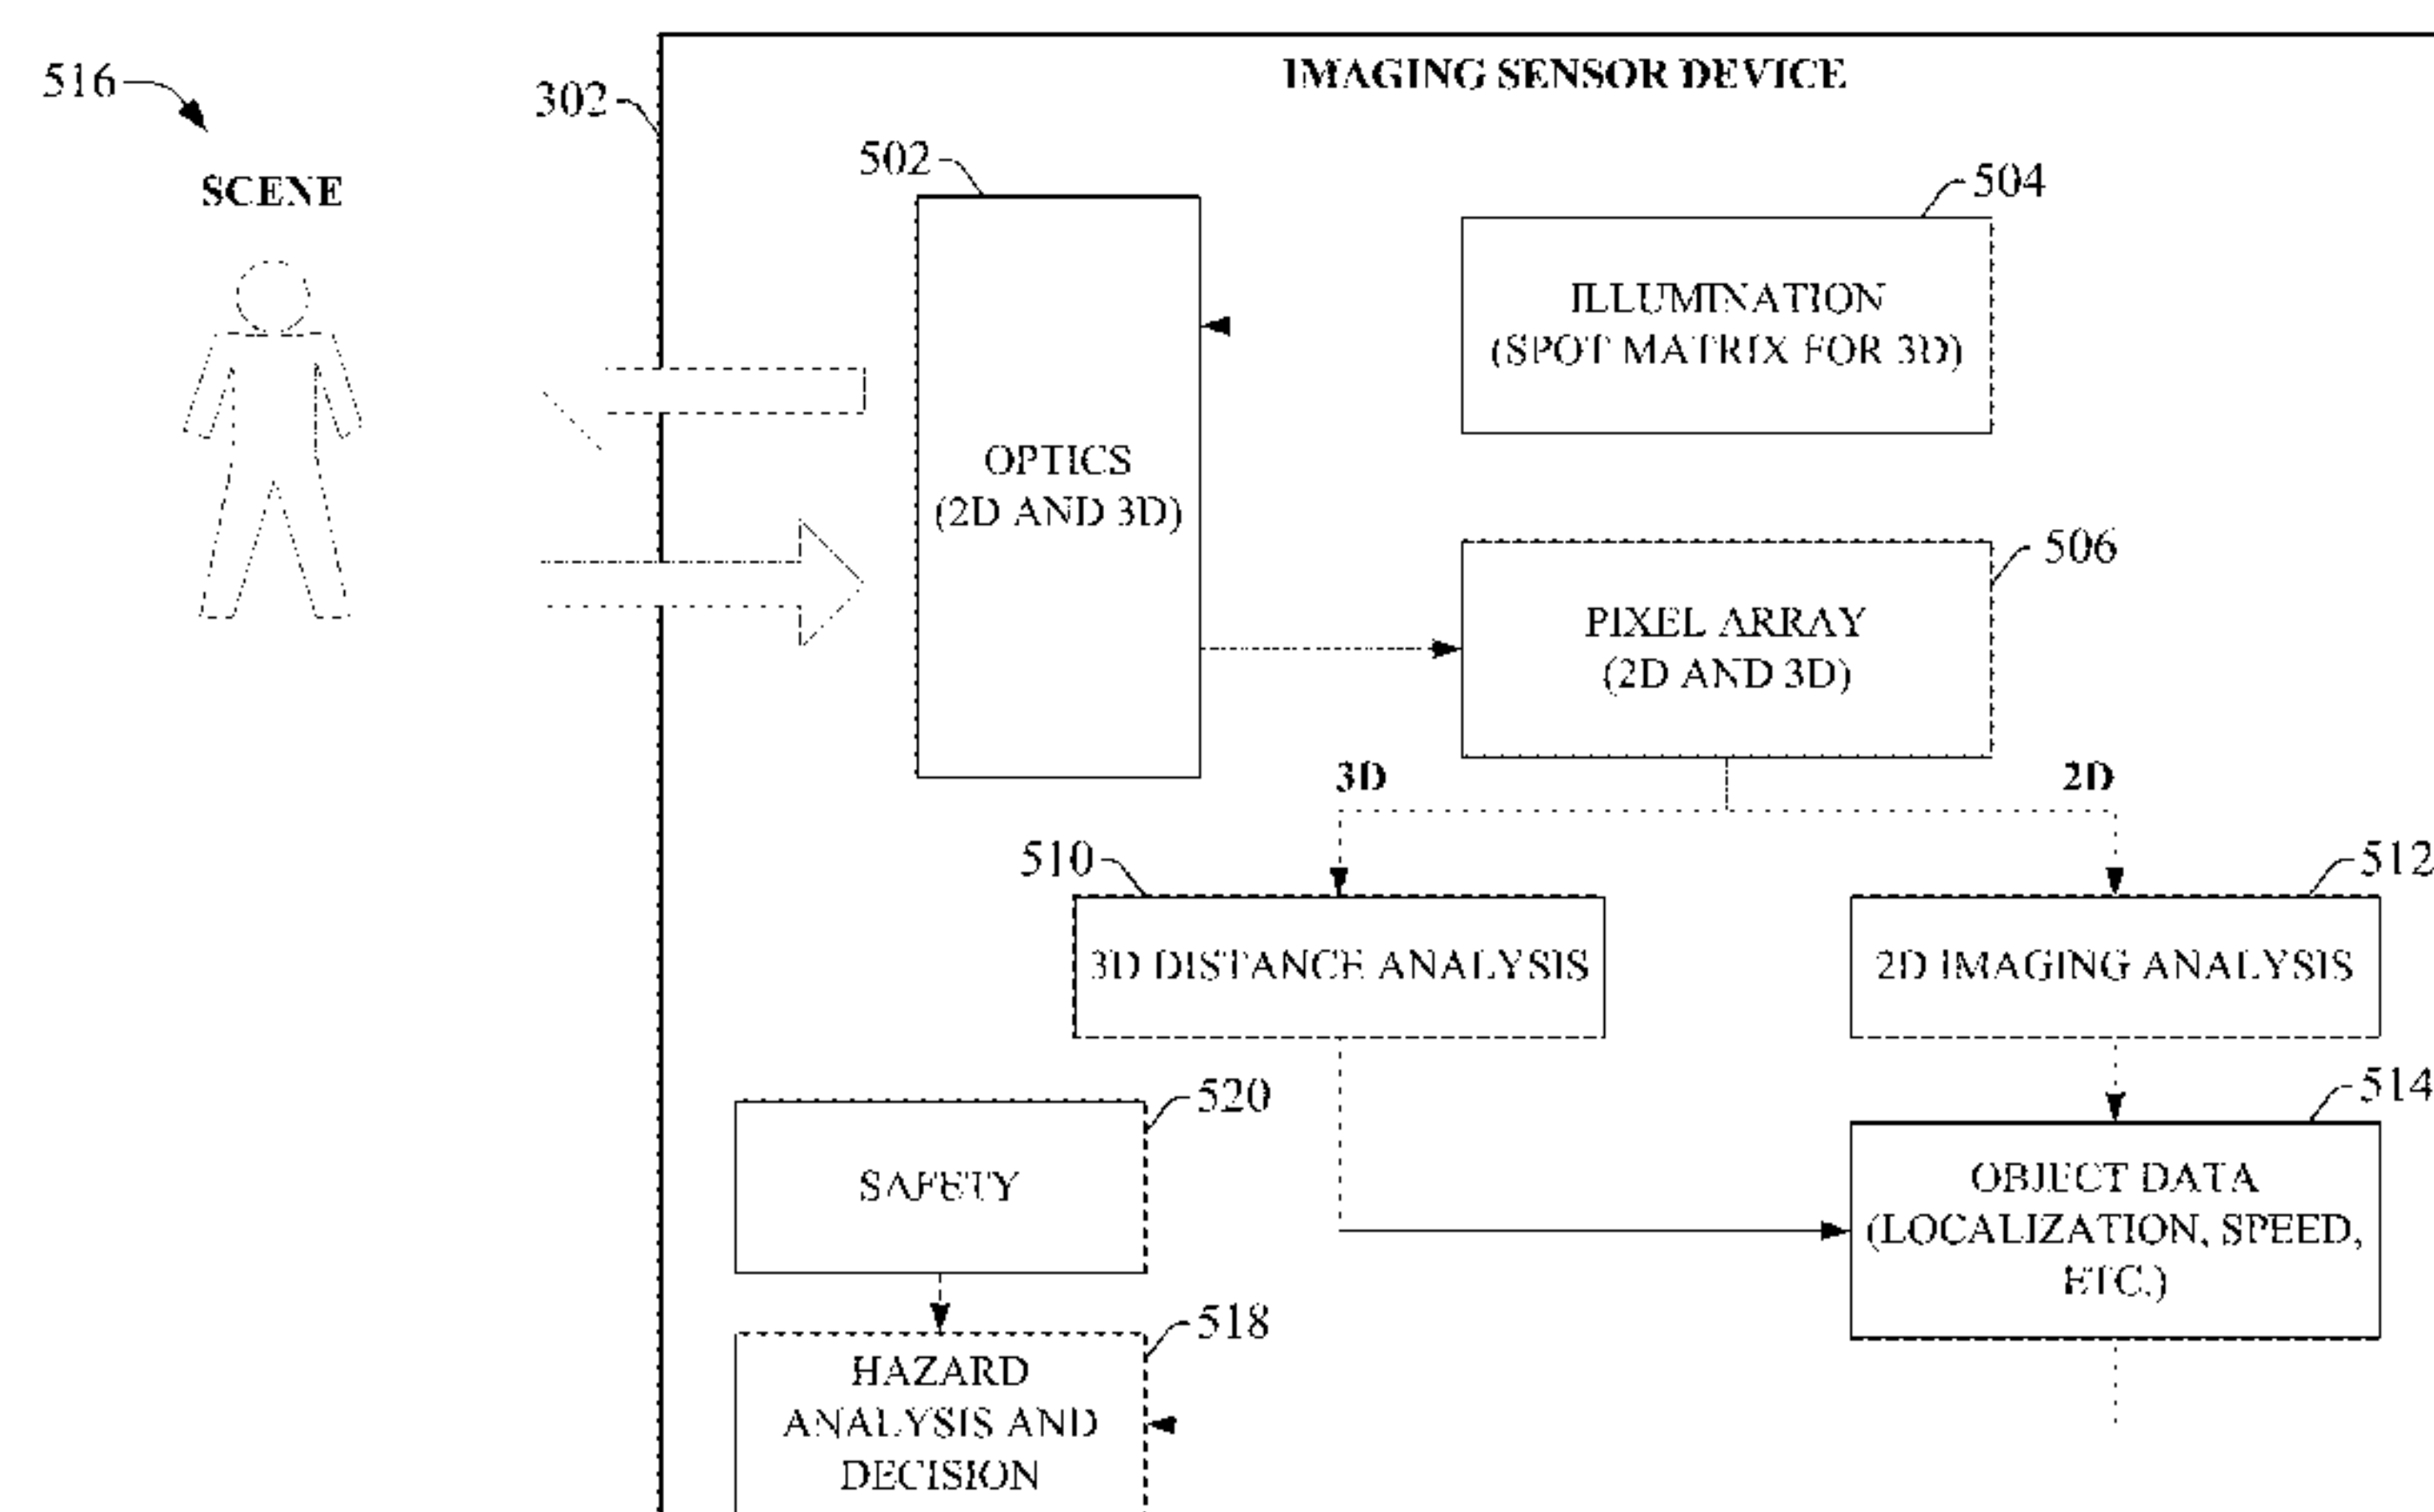 IMAGING SENSOR DEVICE
516
302
502
504
SCENE
ILLUMINATION
(SPOT MATRIX FOR 3D)
OPTICS
(2D AND 3D)
506
PIXEL ARRAY
(2D AND 3D)
3D
2D
510
512
3D DISTANCE ANALYSIS
2D IMAGING ANALYSIS
520
514
SAFETY
OBJECT DATA
(LOCALIZATION, SPEED,
ETC.)
518
HAZARD
ANALYSIS AND
DECISION